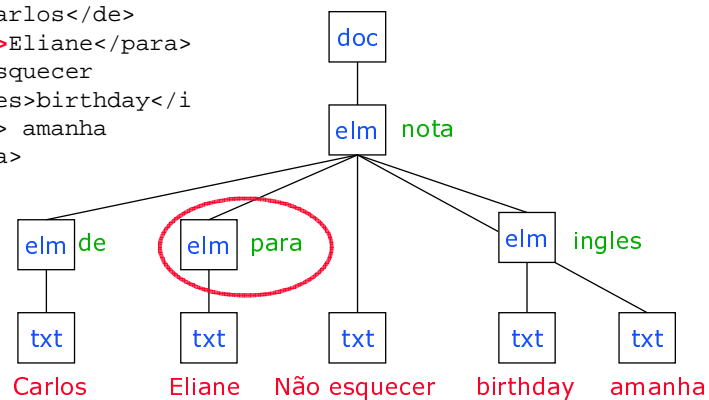 arlos</de>
>Eliane</para>
squecer
es>birthday</i
> amanha
a>
doc
elm nota
elm de elm para elm ingles
txt txt txt txt txt
Carlos Eliane Não esquecer birthday amanha